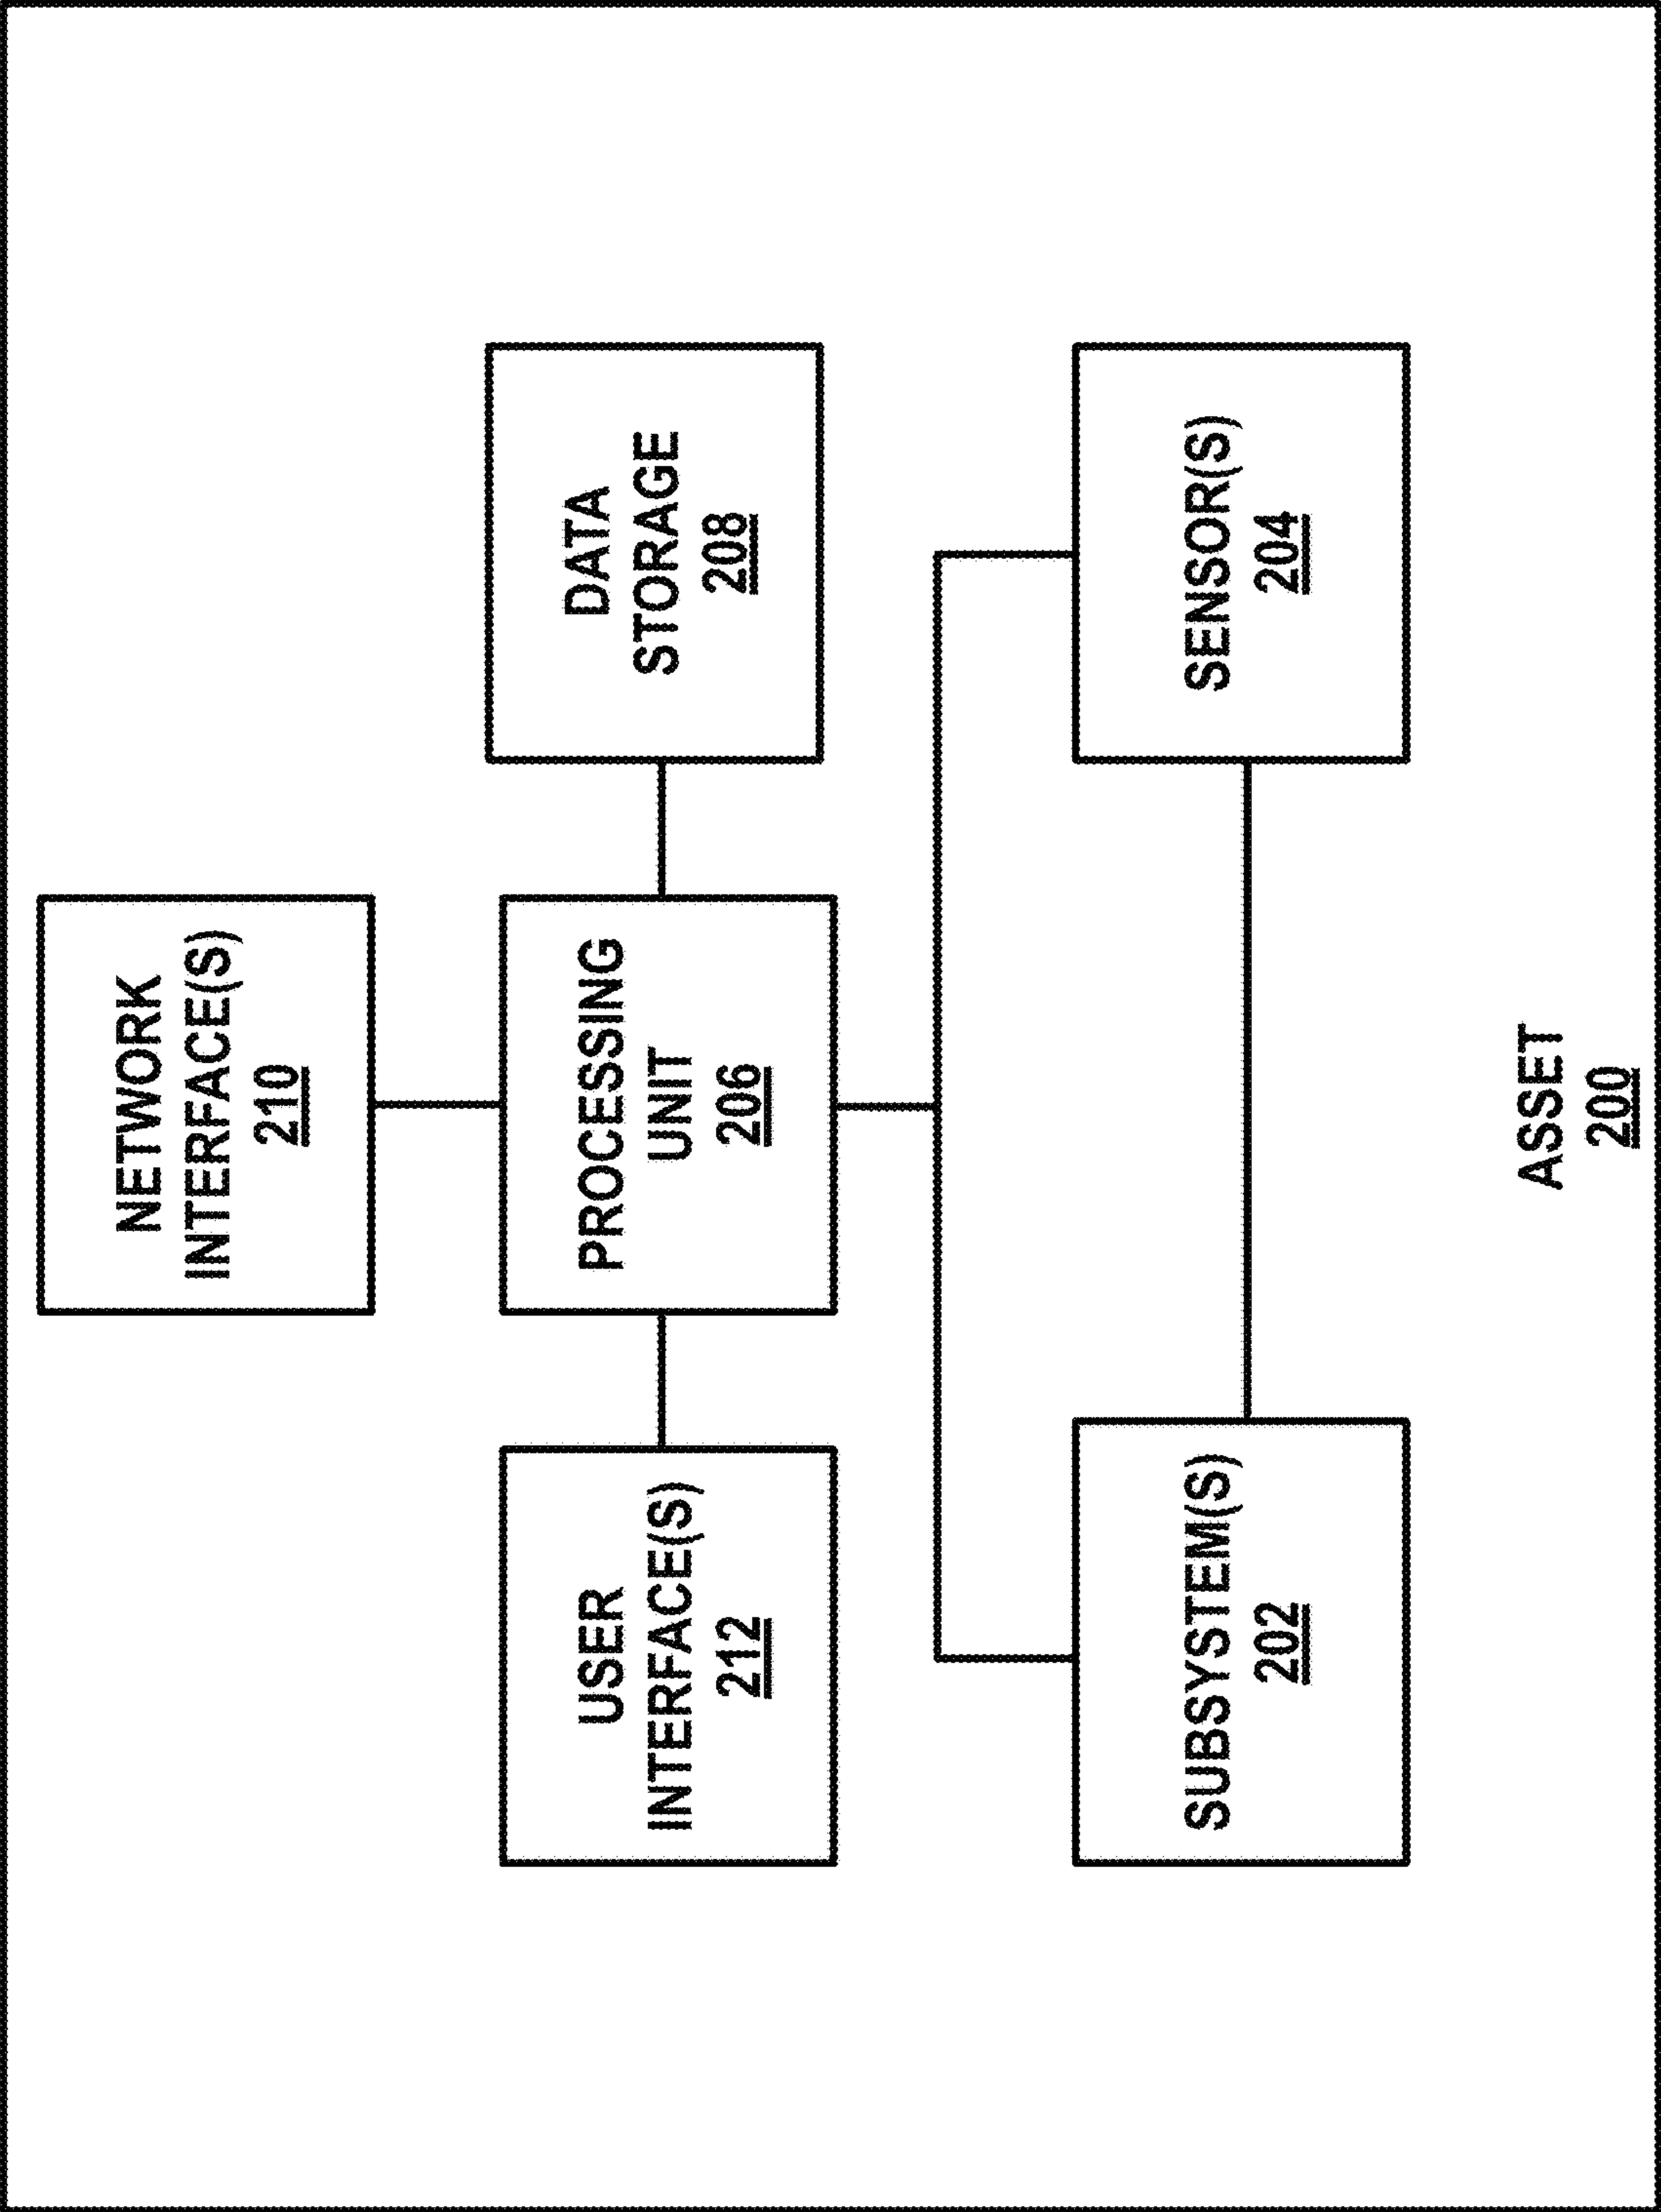 NETWORK
INTERFACE(S)
210
USER
INTERFACE(S)
212
PROCESSING
UNIT
206
DATA
STORAGE
208
SUBSYSTEM(S)
202
SENSOR(S)
204
ASSET
200